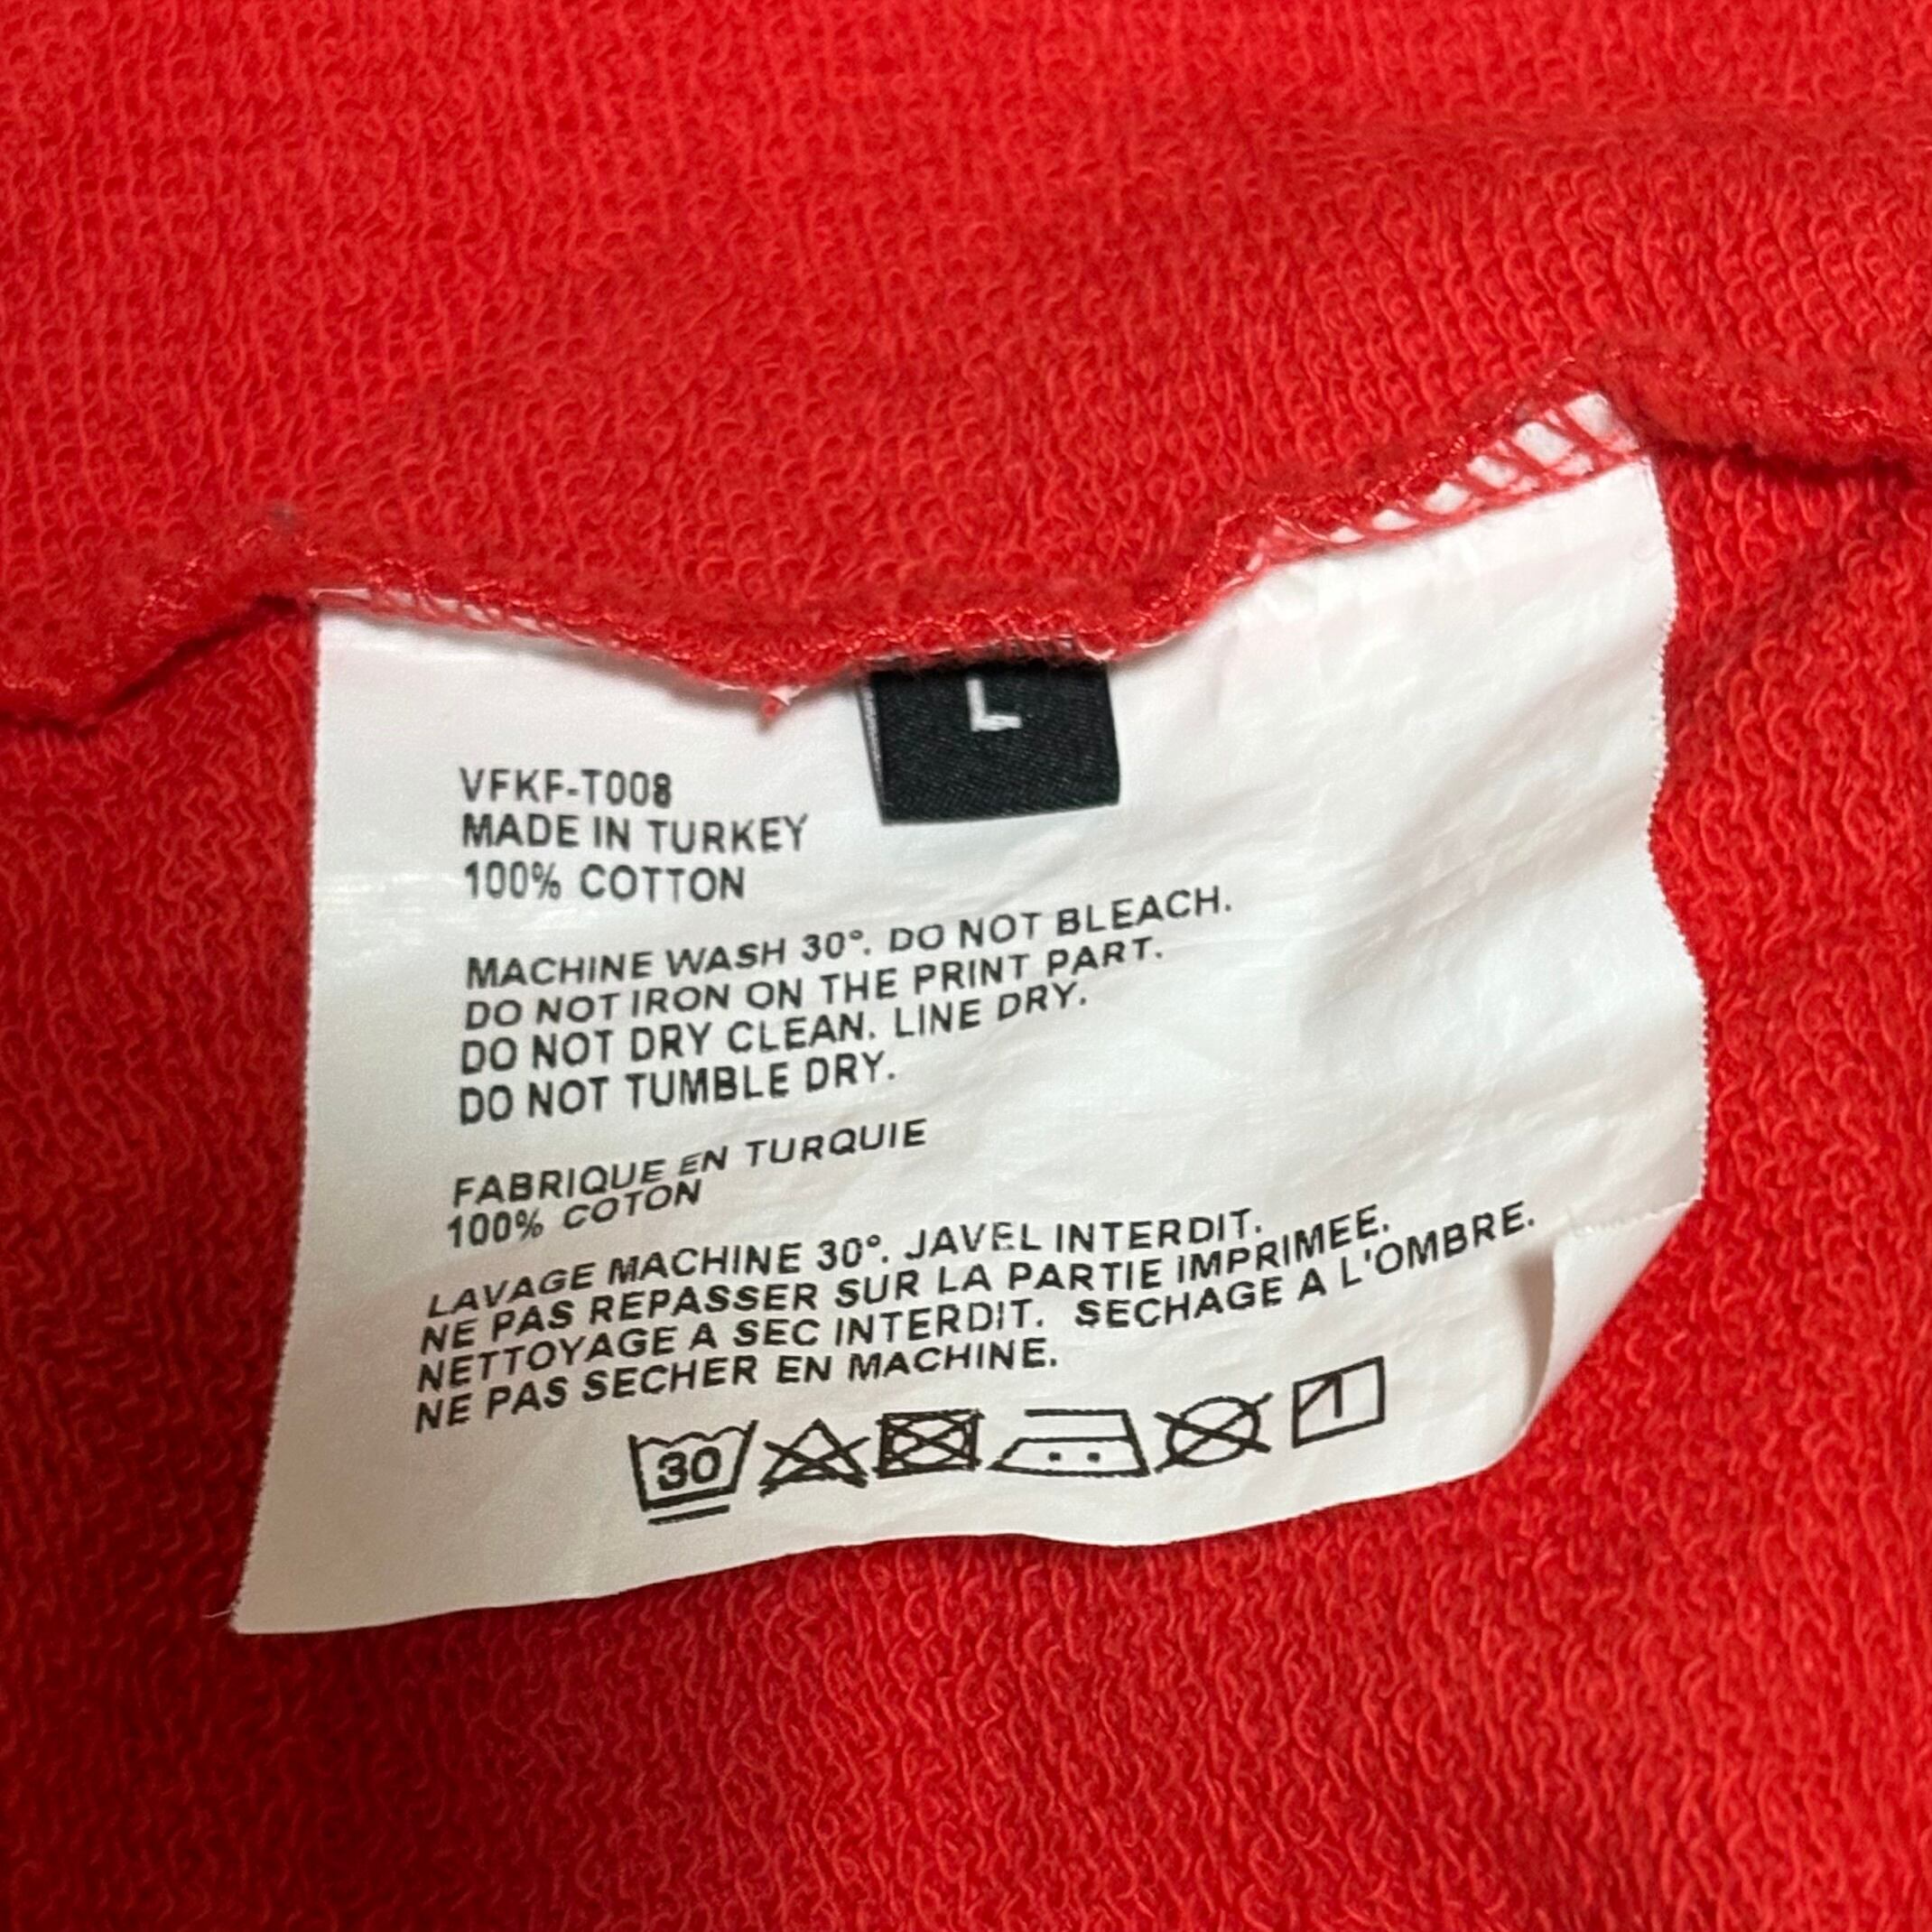 L
VFKF-T008
MADE IN TURKEY
100% COTTON
MACHINE WASH 30°. DO NOT BLEACH.
DO NOT IRON ON THE PRINT PART.
DO NOT DRY CLEAN. LINE DRY.
DO NOT TUMBLE DRY.
FABRIQUE EN TURQUIE
100% COTON
LAVAGE MACHINE 30°. JAVEL INTERDIT.
NE PAS REPASSER SUR LA PARTIE IMPRIMEE.
NETTOYAGE A SEC INTERDIT. SECHAGE A L'OMBRE.
NE PAS SECHER EN MACHINE.
30